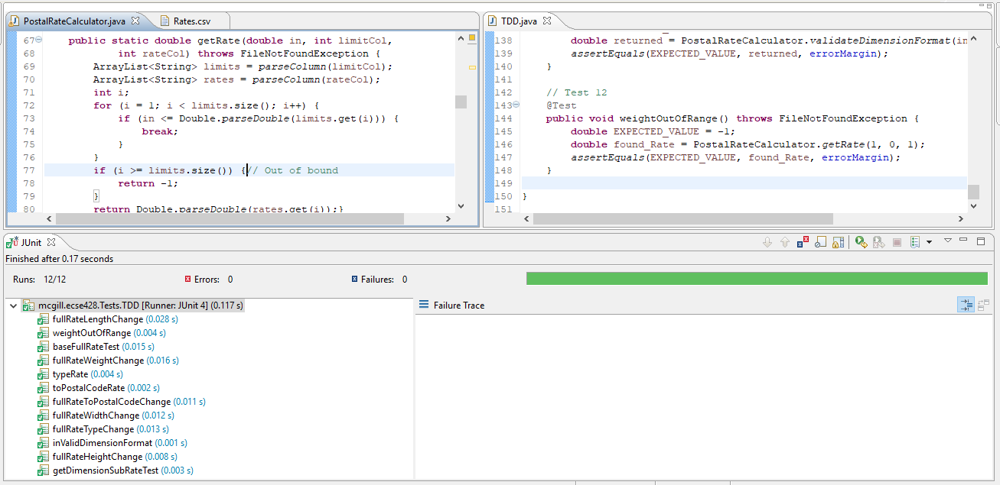 PostalRateCalculator.java
Rates.csv
67 public static double getRate(double in, int limitCol,
68 int rateCol) throws FileNotFoundException {
69 ArrayList<String> limits = parseColumn(limitCol);
70 ArrayList<String> rates = parseColumn(rateCol);
71 int i;
72 for (i = 1; i < limits.size(); i++) {
73 if (in <= Double.parseDouble(limits.get(i))) {
74 break;
75 }
76 }
77 if (i >= limits.size()) {// Out of bound
78 return -1;
79 }
80 return Double.parseDouble(rates.get(i));}
TDD.java
138 double returned = PostalRateCalculator.validateDimensionFormat(in
139 assertEquals(EXPECTED_VALUE, returned, errorMargin);
140 }
141
142 // Test 12
143 @Test
144 public void weightOutOfRange() throws FileNotFoundException {
145 double EXPECTED_VALUE = -1;
146 double found_Rate = PostalRateCalculator.getRate(1, 0, 1);
147 assertEquals(EXPECTED_VALUE, found_Rate, errorMargin);
148 }
149
150 }
151
JUnit
Finished after 0.17 seconds
Runs: 12/12 Errors: 0 Failures: 0
mcgill.ecse428.Tests.TDD [Runner: JUnit 4] (0.117 s)
fullRateLengthChange (0.028 s)
weightOutOfRange (0.004 s)
baseFullRateTest (0.015 s)
fullRateWeightChange (0.016 s)
typeRate (0.004 s)
toPostalCodeRate (0.002 s)
fullRateToPostalCodeChange (0.011 s)
fullRateWidthChange (0.012 s)
fullRateTypeChange (0.013 s)
inValidDimensionFormat (0.001 s)
fullRateHeightChange (0.008 s)
getDimensionSubRateTest (0.003 s)
Failure Trace